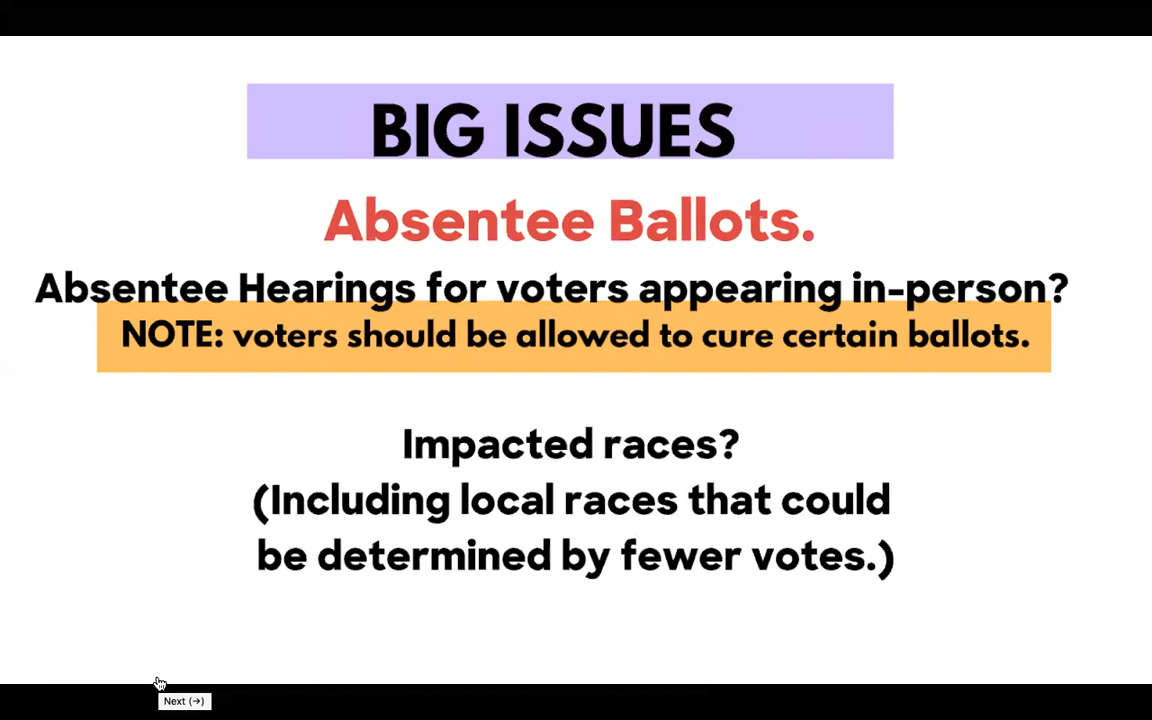 BIG ISSUES
Absentee Ballots.
Absentee Hearings for voters appearing in-person?
NOTE: voters should be allowed to cure certain ballots.
Impacted races?
(Including local races that could
be determined by fewer votes.)
Next (→)